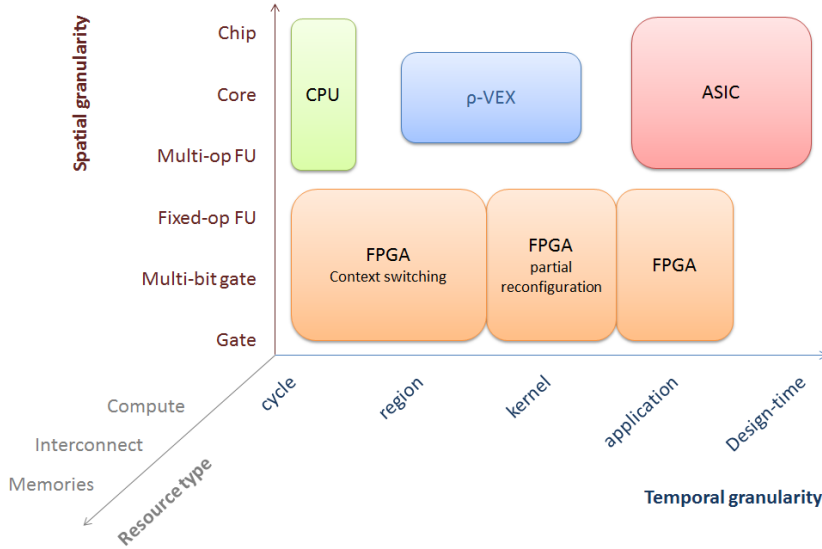 Spatial granularity
Chip
Core
Multi-op FU
Fixed-op FU
Multi-bit gate
Gate
CPU
ρ-VEX
ASIC
FPGA
Context switching
FPGA
partial
reconfiguration
FPGA
cycle
region
kernel
application
Design-time
Temporal granularity
Compute
Interconnect
Memories
Resource type